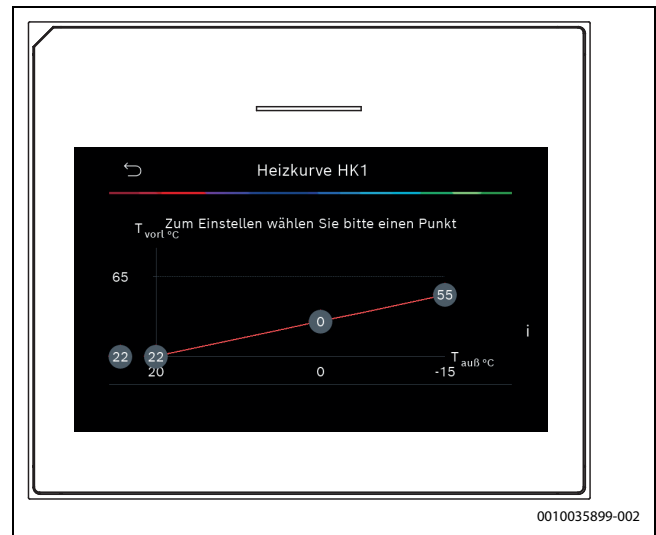 Heizkurve HK1
Zum Einstellen wählen Sie bitte einen Punkt
T vorl °C
65
55
0
i
22 22
T auß °C
20 0 -15
0010035899-002